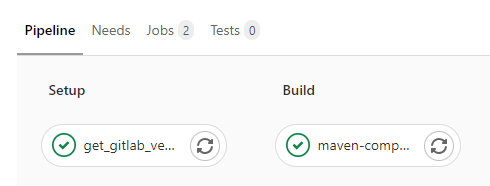 Pipeline Needs Jobs 2 Tests 0
Setup Build
get_gitlab_ve... maven-comp...